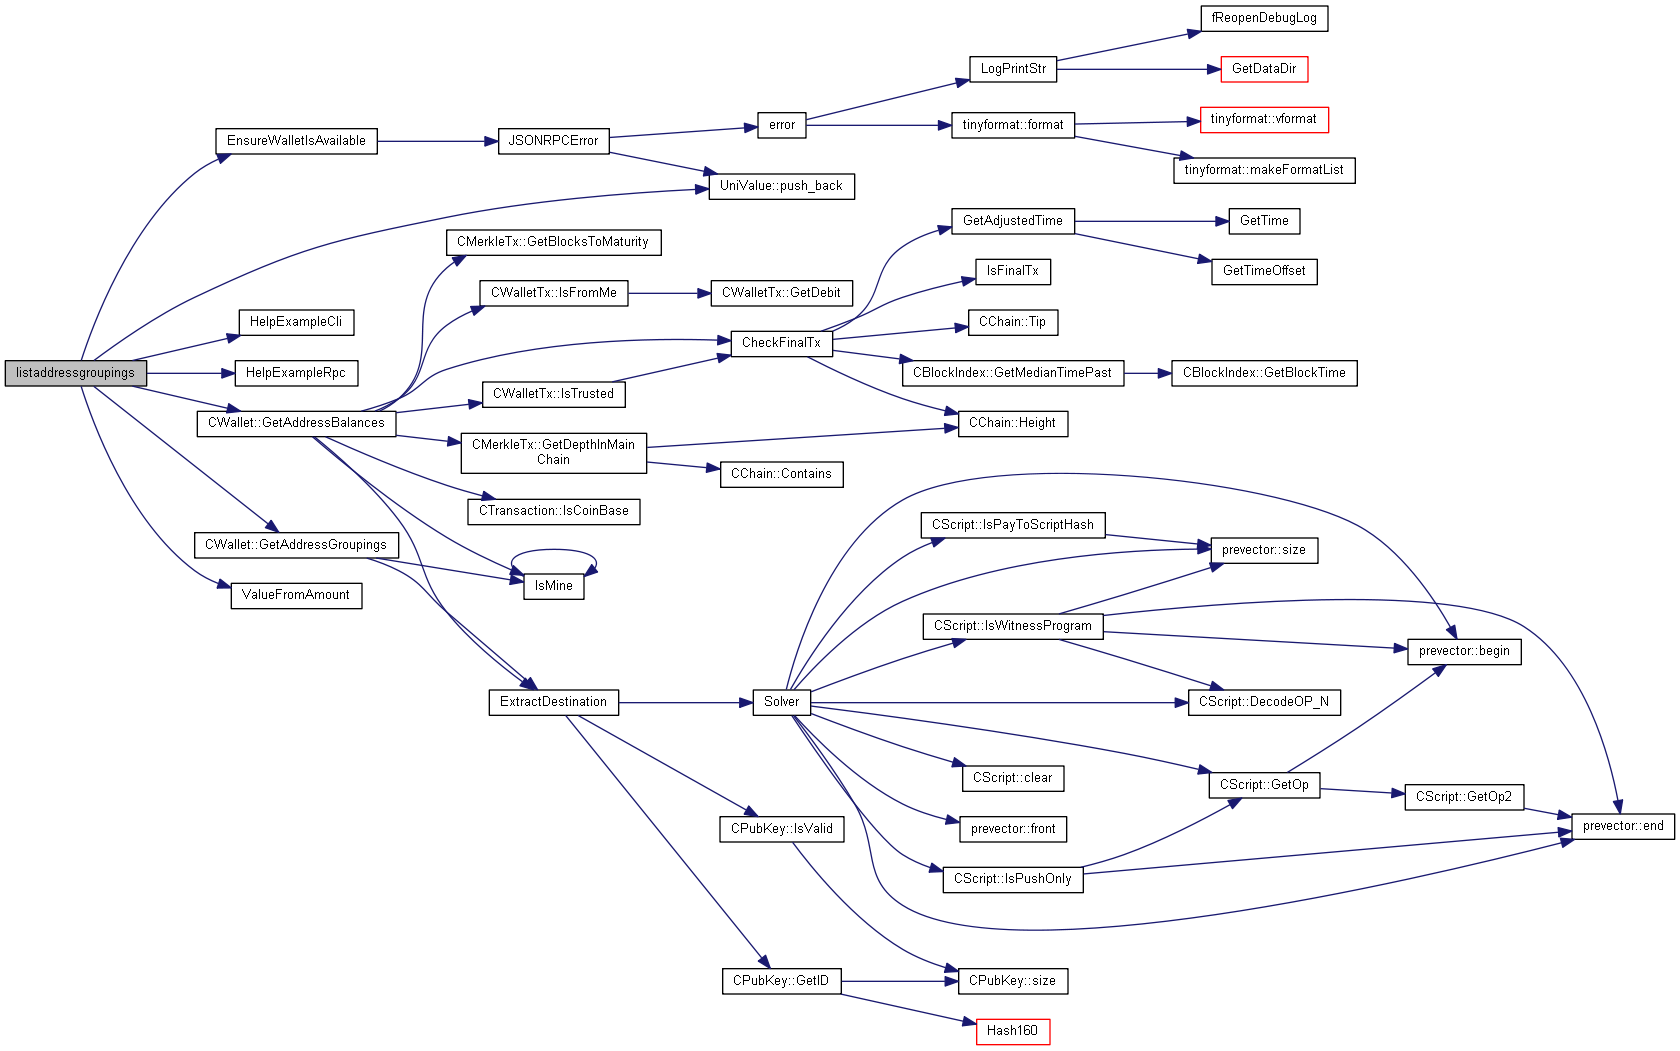 fReopenDebugLog
LogPrintStr
GetDataDir
error
tinyformat::format
tinyformat::vformat
EnsureWalletIsAvailable
JSONRPCError
tinyformat::makeFormatList
UniValue::push_back
GetAdjustedTime
GetTime
CMerkleTx::GetBlocksToMaturity
IsFinalTx
GetTimeOffset
CWalletTx::IsFromMe
CWalletTx::GetDebit
HelpExampleCli
CChain::Tip
CheckFinalTx
listaddressgroupings
HelpExampleRpc
CBlockIndex::GetMedianTimePast
CBlockIndex::GetBlockTime
CWalletTx::IsTrusted
CWallet::GetAddressBalances
CChain::Height
CMerkleTx::GetDepthInMain
Chain
CChain::Contains
CTransaction::IsCoinBase
CScript::IsPayToScriptHash
CWallet::GetAddressGroupings
prevector::size
IsMine
ValueFromAmount
CScript::IsWitnessProgram
prevector::begin
ExtractDestination
Solver
CScript::DecodeOP_N
CScript::clear
CScript::GetOp
CScript::GetOp2
CPubKey::IsValid
prevector::front
prevector::end
CScript::IsPushOnly
CPubKey::GetID
CPubKey::size
Hash160